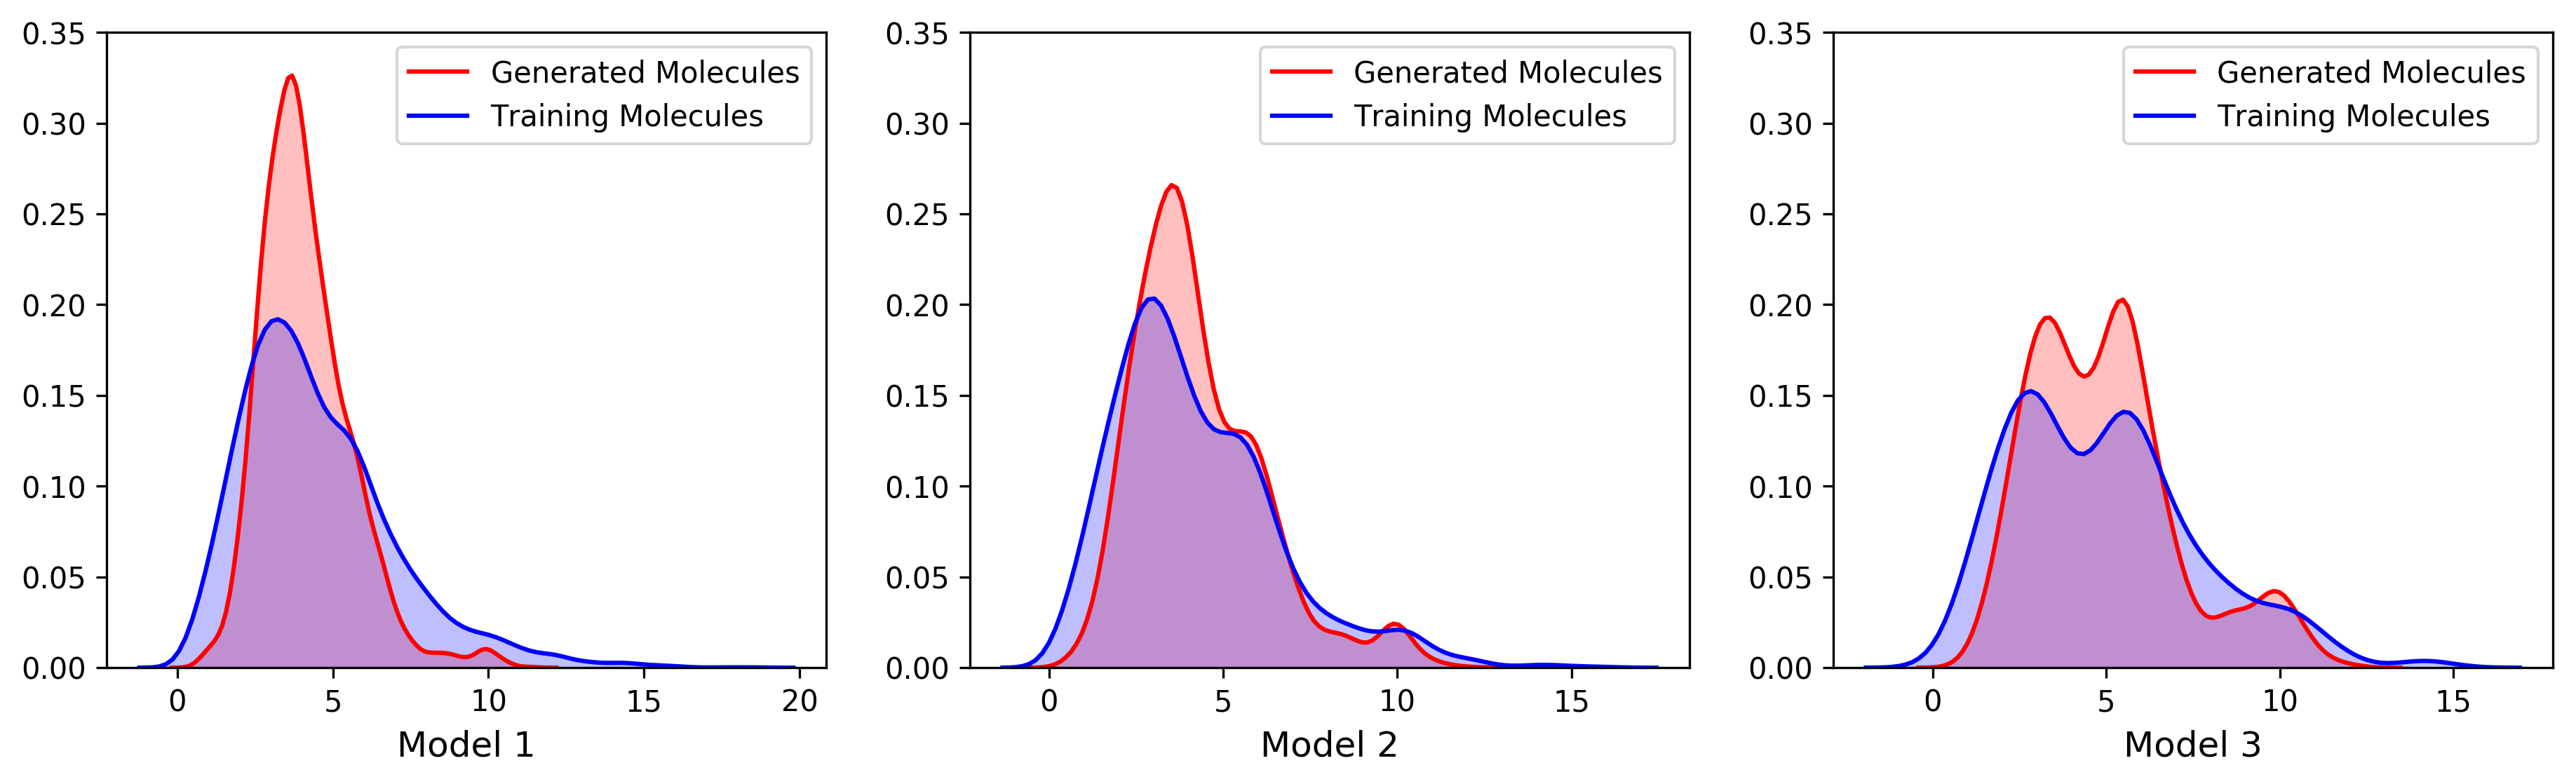 0.35
0.30
0.25
0.20
0.15
0.10
0.05
0.00
0 5 10 15 20
Generated Molecules
Training Molecules
Model 1
0.35
0.30
0.25
0.20
0.15
0.10
0.05
0.00
0 5 10 15
Generated Molecules
Training Molecules
Model 2
0.35
0.30
0.25
0.20
0.15
0.10
0.05
0.00
0 5 10 15
Generated Molecules
Training Molecules
Model 3